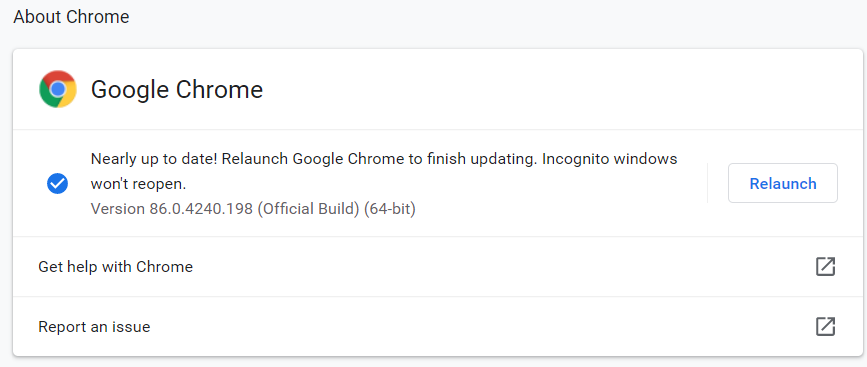 About Chrome
Google Chrome
Nearly up to date! Relaunch Google Chrome to finish updating. Incognito windows
won't reopen.
Relaunch
Version 86.0.4240.198 (Official Build) (64-bit)
Get help with Chrome
Report an issue